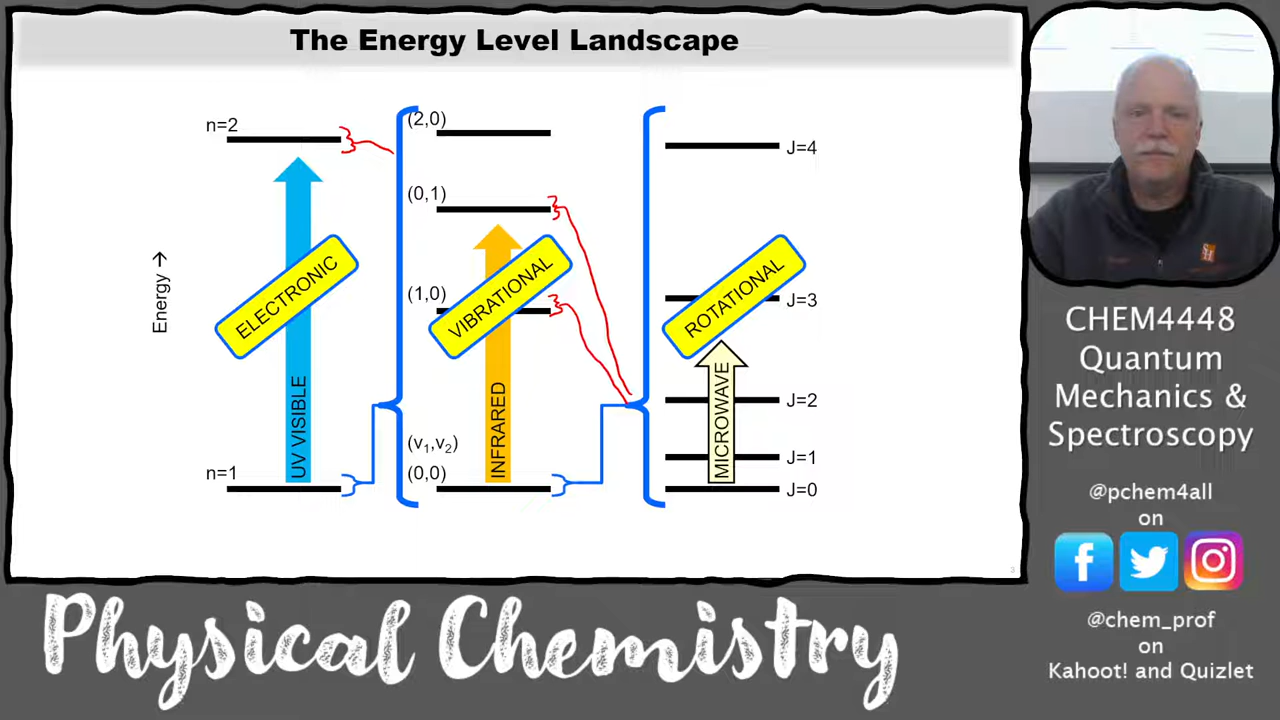 The Energy Level Landscape
n=2
n=1
Energy →
ELECTRONIC
UV VISIBLE
(2,0)
(0,1)
(1,0)
(v1,v2)
(0,0)
VIBRATIONAL
INFRARED
J=4
J=3
J=2
J=1
J=0
ROTATIONAL
MICROWAVE
3
SH
CHEM4448
Quantum
Mechanics &
Spectroscopy
@pchem4all
on
@chem_prof
on
Kahoot! and Quizlet
Physical Chemistry